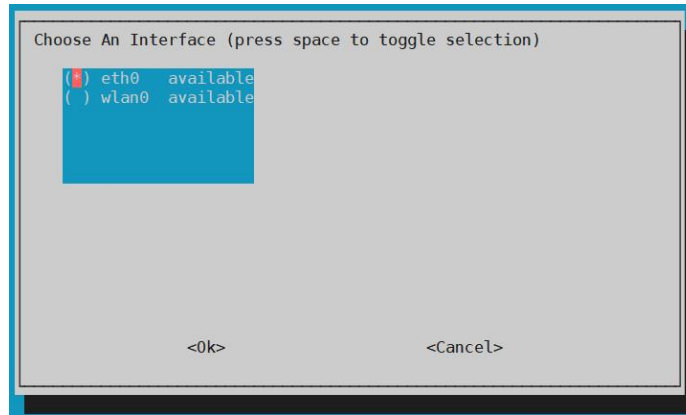 Choose An Interface (press space to toggle selection)
(*) eth0 available
( ) wlan0 available
<Ok> <Cancel>